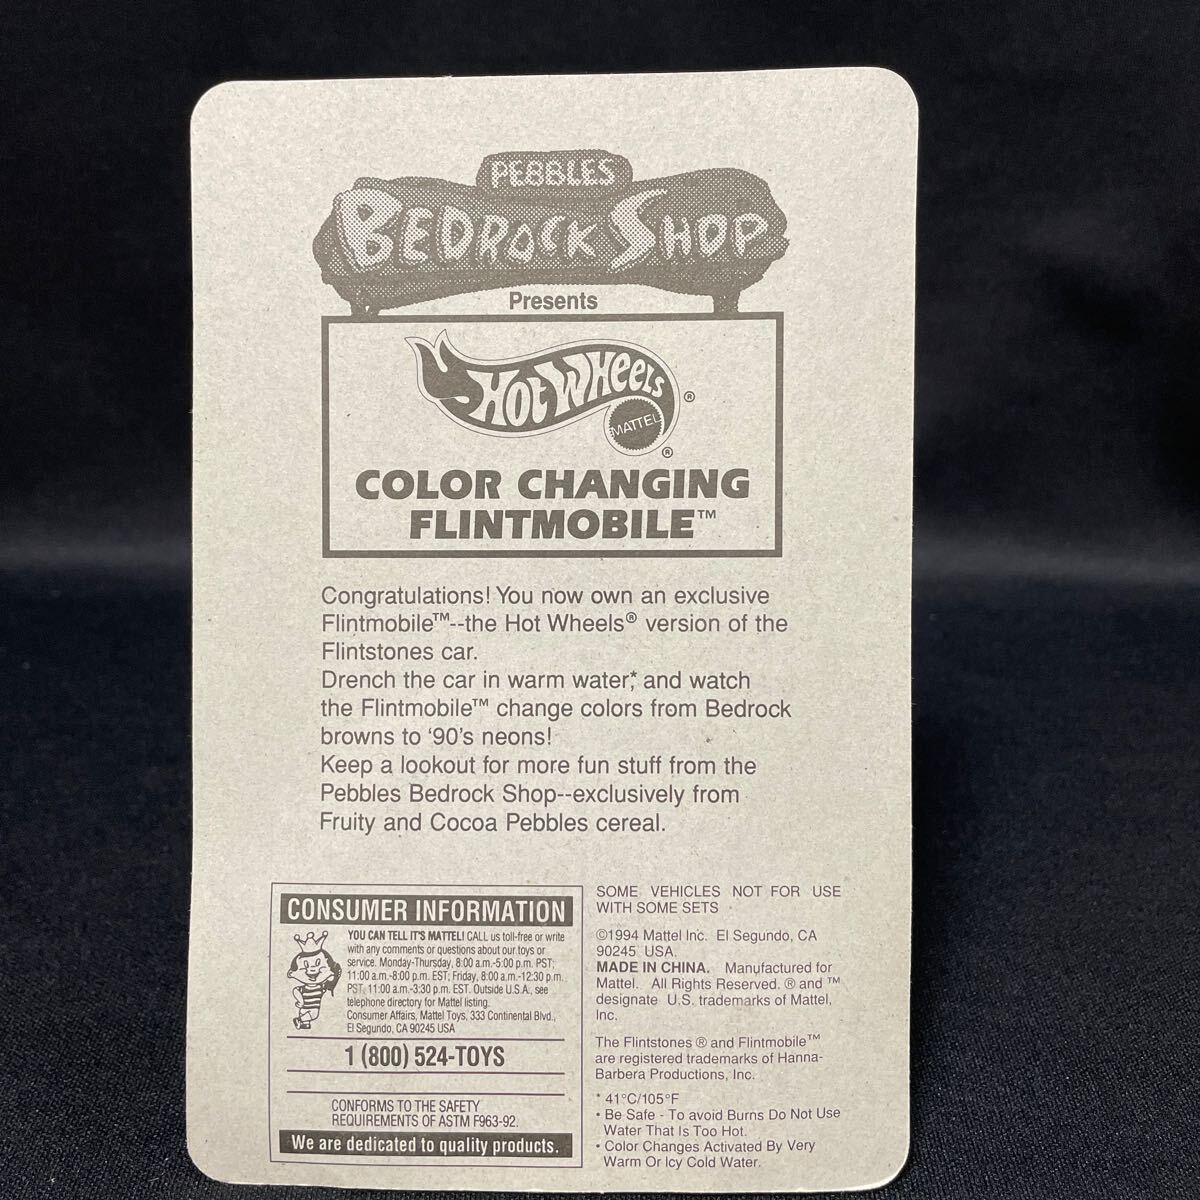 PEBBLES
BEDROCK SHOP
Presents
HOT WHEELS ®
MATTEL ®
COLOR CHANGING
FLINTMOBILE™
Congratulations! You now own an exclusive
Flintmobile™--the Hot Wheels® version of the
Flintstones car.
Drench the car in warm water,* and watch
the Flintmobile™ change colors from Bedrock
browns to '90's neons!
Keep a lookout for more fun stuff from the
Pebbles Bedrock Shop--exclusively from
Fruity and Cocoa Pebbles cereal.
CONSUMER INFORMATION
YOU CAN TELL IT'S MATTEL! CALL us toll-free or write
with any comments or questions about our toys or
service. Monday-Thursday, 8:00 a.m.-5:00 p.m. PST;
11:00 a.m.-8:00 p.m. EST; Friday, 8:00 a.m.-12:30 p.m.
PST, 11:00 a.m.-3:30 p.m. EST. Outside U.S.A., see
telephone directory for Mattel listing.
Consumer Affairs, Mattel Toys, 333 Continental Blvd.,
El Segundo, CA 90245 USA
1 (800) 524-TOYS
CONFORMS TO THE SAFETY
REQUIREMENTS OF ASTM F963-92.
We are dedicated to quality products.
SOME VEHICLES NOT FOR USE
WITH SOME SETS
©1994 Mattel Inc. El Segundo, CA
90245 USA.
MADE IN CHINA. Manufactured for
Mattel. All Rights Reserved. ® and ™
designate U.S. trademarks of Mattel,
Inc.
The Flintstones ® and Flintmobile™
are registered trademarks of Hanna-
Barbera Productions, Inc.
* 41°C/105°F
• Be Safe - To avoid Burns Do Not Use
Water That Is Too Hot.
• Color Changes Activated By Very
Warm Or Icy Cold Water.